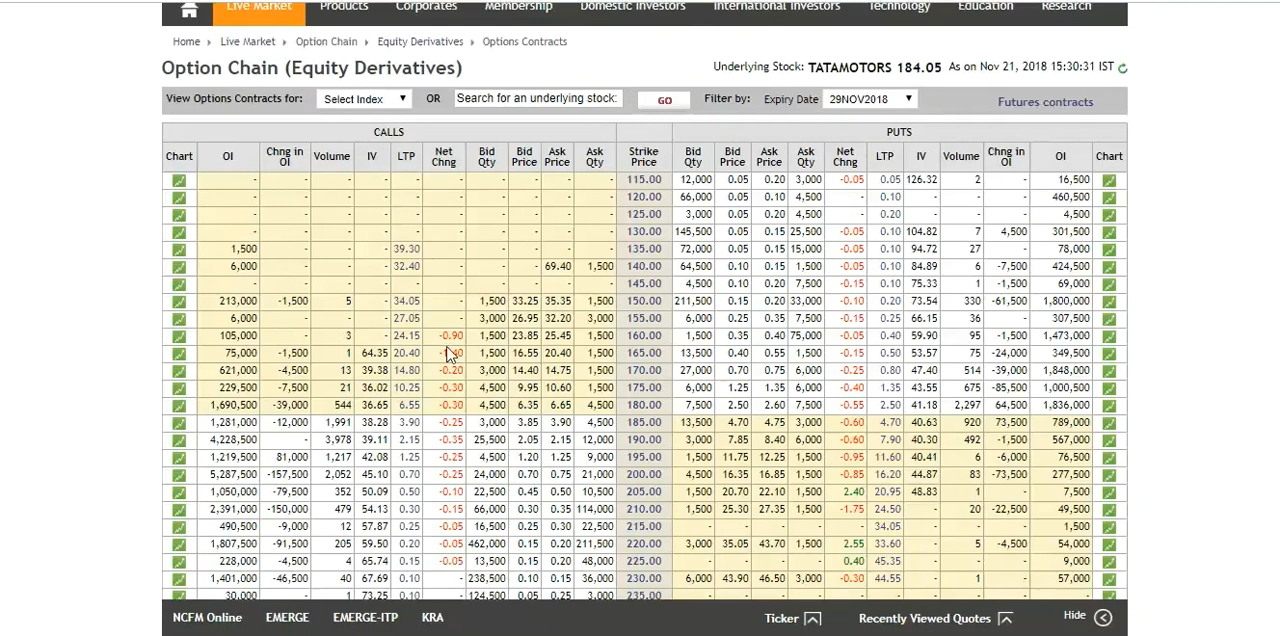 Live Market Products Corporates Membership Domestic Investors International Investors Technology Education Research
Home Live Market Option Chain Equity Derivatives Options Contracts
Option Chain (Equity Derivatives) Underlying Stock: TATAMOTORS 184.05 As on Nov 21, 2018 15:30:31 IST
View Options Contracts for: Select Index OR Search for an underlying stock: GO Filter by: Expiry Date 29NOV2018 Futures contracts
CALLS PUTS
Chart OI Chng in OI Volume IV LTP Net Chng Bid Qty Bid Price Ask Price Ask Qty Strike Price Bid Qty Bid Price Ask Price Ask Qty Net Chng LTP IV Volume Chng in OI OI Chart
- - - - - - - - - - 115.00 12,000 0.05 0.20 3,000 -0.05 0.05 126.32 2 - 16,500
- - - - - - - - - - 120.00 66,000 0.05 0.10 4,500 - 0.10 - - - 460,500
- - - - - - - - - - 125.00 3,000 0.05 0.20 4,500 - 0.20 - - - 4,500
- - - - - - - - - - 130.00 145,500 0.05 0.15 25,500 -0.05 0.10 104.82 7 4,500 301,500
1,500 - - - 39.30 - - - - - 135.00 72,000 0.05 0.15 15,000 -0.05 0.10 94.72 27 - 78,000
6,000 - - - 32.40 - - - 69.40 1,500 140.00 64,500 0.10 0.15 1,500 -0.05 0.10 84.89 6 -7,500 424,500
- - - - - - - - - - 145.00 4,500 0.10 0.20 7,500 -0.15 0.10 75.33 1 -1,500 69,000
213,000 -1,500 5 - 34.05 - 1,500 33.25 35.35 1,500 150.00 211,500 0.15 0.20 33,000 -0.10 0.20 73.54 330 -61,500 1,800,000
6,000 - - - 27.05 - 3,000 26.95 32.20 3,000 155.00 6,000 0.25 0.35 7,500 -0.15 0.25 66.15 36 - 307,500
105,000 - 3 - 24.15 -0.90 1,500 23.85 25.45 1,500 160.00 1,500 0.35 0.40 75,000 -0.05 0.40 59.90 95 -1,500 1,473,000
75,000 -1,500 1 64.35 20.40 1,500 16.55 20.40 1,500 165.00 13,500 0.40 0.55 1,500 -0.15 0.50 53.57 75 -24,000 349,500
621,000 -4,500 13 39.38 14.80 -0.20 3,000 14.40 14.75 1,500 170.00 27,000 0.70 0.75 6,000 -0.25 0.80 47.40 514 -39,000 1,848,000
229,500 -7,500 21 36.02 10.25 -0.30 4,500 9.95 10.60 1,500 175.00 6,000 1.25 1.35 6,000 -0.40 1.35 43.55 675 -85,500 1,000,500
1,690,500 -39,000 544 36.65 6.55 -0.30 4,500 6.35 6.65 4,500 180.00 7,500 2.50 2.60 7,500 -0.55 2.50 41.18 2,297 64,500 1,836,000
1,281,000 -12,000 1,991 38.28 3.90 -0.25 3,000 3.85 3.90 4,500 185.00 13,500 4.70 4.75 3,000 -0.60 4.70 40.63 920 73,500 789,000
4,228,500 - 3,978 39.11 2.15 -0.35 25,500 2.05 2.15 12,000 190.00 3,000 7.85 8.40 6,000 -0.60 7.90 40.30 492 -1,500 567,000
1,219,500 81,000 1,217 42.08 1.25 -0.25 4,500 1.20 1.25 9,000 195.00 1,500 11.75 12.25 1,500 -0.95 11.60 40.41 6 -6,000 76,500
5,287,500 -157,500 2,052 45.10 0.70 -0.25 24,000 0.70 0.75 21,000 200.00 4,500 16.35 16.85 1,500 -0.85 16.20 44.87 83 -73,500 277,500
1,050,000 -79,500 352 50.09 0.50 -0.10 22,500 0.45 0.50 10,500 205.00 1,500 20.70 22.10 1,500 2.40 20.95 48.83 1 - 7,500
2,391,000 -150,000 479 54.13 0.30 -0.15 66,000 0.30 0.35 114,000 210.00 1,500 25.30 27.35 1,500 -1.75 24.50 - 20 -22,500 49,500
490,500 -9,000 12 57.87 0.25 -0.05 16,500 0.25 0.30 22,500 215.00 - - - - - 34.05 - - - 1,500
1,807,500 -91,500 205 59.50 0.20 -0.05 462,000 0.15 0.20 211,500 220.00 3,000 35.05 43.70 1,500 2.55 33.60 - 5 -4,500 54,000
228,000 -4,500 4 65.74 0.15 -0.05 13,500 0.15 0.20 48,000 225.00 - - - - 0.40 45.35 - - - 9,000
1,401,000 -46,500 40 67.69 0.10 - 238,500 0.10 0.15 36,000 230.00 6,000 43.90 46.50 3,000 -0.30 44.55 - 1 - 57,000
30,000 - 1 73.25 0.10 - 124,500 0.05 0.25 3,000 235.00 - - - - - - - - - -
NCFM Online EMERGE EMERGE-ITP KRA Ticker Recently Viewed Quotes Hide